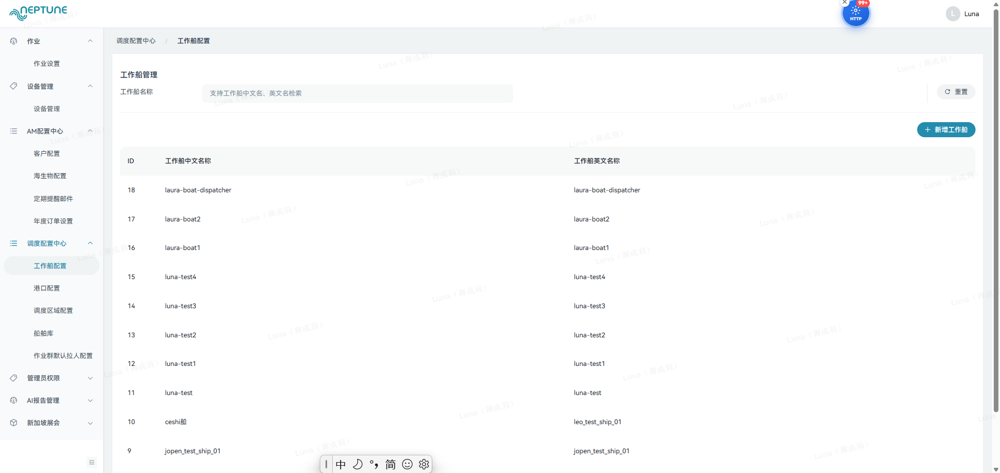 NEPTUNE
99+
HTTP
L
Luna
作业
作业设置
设备管理
设备管理
AM配置中心
客户配置
海生物配置
定期提醒邮件
年度订单设置
调度配置中心
工作船配置
港口配置
调度区域配置
船舶库
作业群默认拉人配置
管理员权限
AI报告管理
新加坡展会
调度配置中心 / 工作船配置
工作船管理
工作船名称
支持工作船中文名、英文名检索
重置
新增工作船
ID 工作船中文名称 工作船英文名称
18 laura-boat-dispatcher laura-boat-dispatcher
17 laura-boat2 laura-boat2
16 laura-boat1 laura-boat1
15 luna-test4 luna-test4
14 luna-test3 luna-test3
13 luna-test2 luna-test2
12 luna-test1 luna-test1
11 luna-test luna-test
10 ceshi船 leo_test_ship_01
9 jopen_test_ship_01 jopen_test_ship_01
中 简